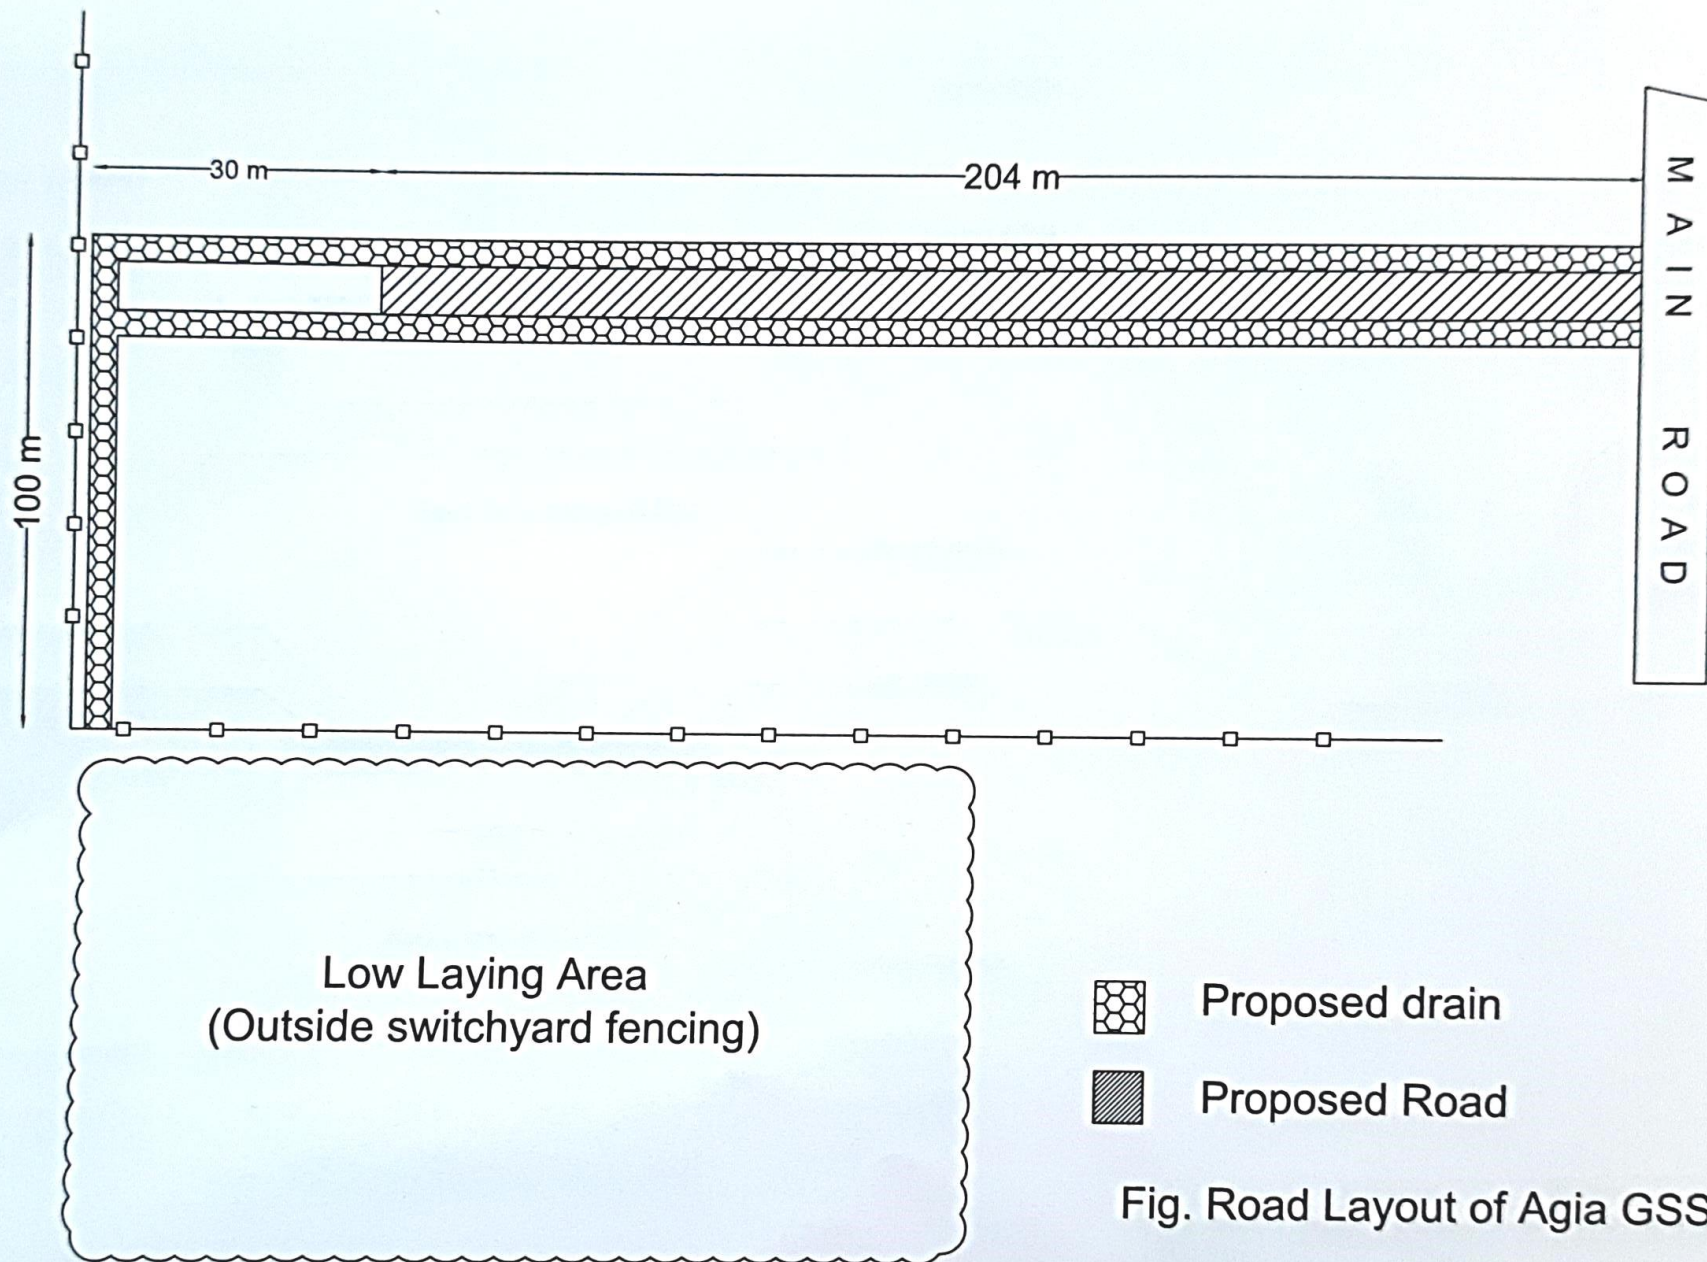 30 m
204 m
MAIN ROAD
100 m
Low Laying Area
(Outside switchyard fencing)
Proposed drain
Proposed Road
Fig. Road Layout of Agia GSS